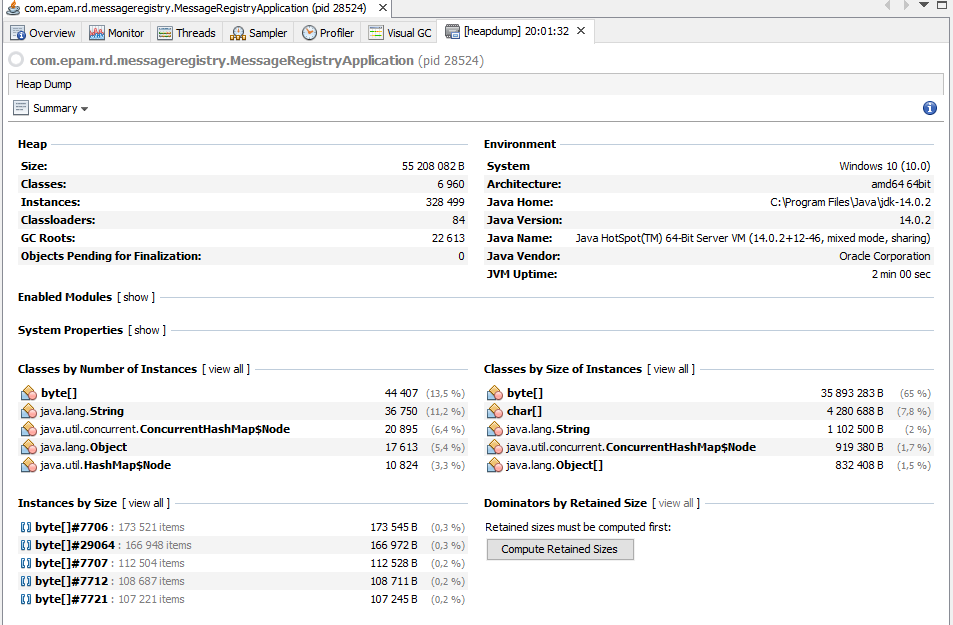 com.epam.rd.messageregistry.MessageRegistryApplication (pid 28524)
Overview Monitor Threads Sampler Profiler Visual GC [heapdump] 20:01:32
com.epam.rd.messageregistry.MessageRegistryApplication (pid 28524)
Heap Dump
Summary
Heap
Size: 55 208 082 B
Classes: 6 960
Instances: 328 499
Classloaders: 84
GC Roots: 22 613
Objects Pending for Finalization: 0
Environment
System Windows 10 (10.0)
Architecture: amd64 64bit
Java Home: C:\Program Files\Java\jdk-14.0.2
Java Version: 14.0.2
Java Name: Java HotSpot(TM) 64-Bit Server VM (14.0.2+12-46, mixed mode, sharing)
Java Vendor: Oracle Corporation
JVM Uptime: 2 min 00 sec
Enabled Modules [ show ]
System Properties [ show ]
Classes by Number of Instances [ view all ]
byte[] 44 407 (13,5 %)
java.lang.String 36 750 (11,2 %)
java.util.concurrent.ConcurrentHashMap$Node 20 895 (6,4 %)
java.lang.Object 17 613 (5,4 %)
java.util.HashMap$Node 10 824 (3,3 %)
Classes by Size of Instances [ view all ]
byte[] 35 893 283 B (65 %)
char[] 4 280 688 B (7,8 %)
java.lang.String 1 102 500 B (2 %)
java.util.concurrent.ConcurrentHashMap$Node 919 380 B (1,7 %)
java.lang.Object[] 832 408 B (1,5 %)
Instances by Size [ view all ]
byte[]#7706 : 173 521 items 173 545 B (0,3 %)
byte[]#29064 : 166 948 items 166 972 B (0,3 %)
byte[]#7707 : 112 504 items 112 528 B (0,2 %)
byte[]#7712 : 108 687 items 108 711 B (0,2 %)
byte[]#7721 : 107 221 items 107 245 B (0,2 %)
Dominators by Retained Size [ view all ]
Retained sizes must be computed first:
Compute Retained Sizes